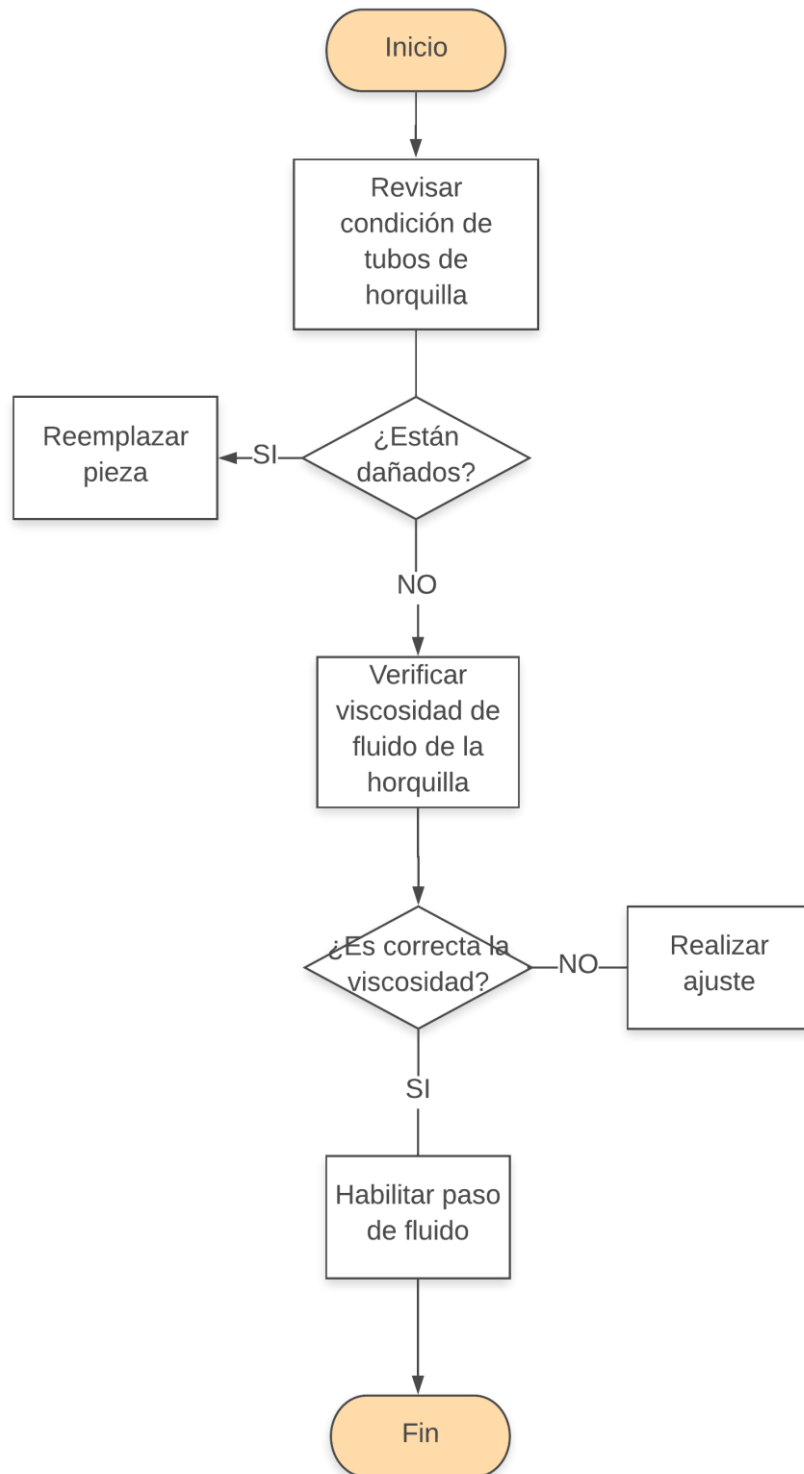 Inicio
Revisar
condición de
tubos de
horquilla
¿Están
dañados?
SI
Reemplazar
pieza
NO
Verificar
viscosidad de
fluido de la
horquilla
¿Es correcta la
viscosidad?
NO
Realizar
ajuste
SI
Habilitar paso
de fluido
Fin